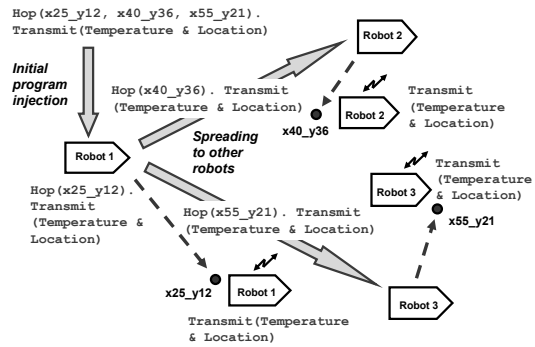 Hop(x25_y12, x40_y36, x55_y21).
Transmit(Temperature & Location)
Initial
program
injection
Robot 2
Hop(x40_y36). Transmit
(Temperature & Location)
Transmit
(Temperature
& Location)
Robot 2
x40_y36
Spreading
to other
robots
Robot 1
Hop(x25_y12).
Transmit
(Temperature &
Location)
Transmit
(Temperature
& Location)
Robot 3
x55_y21
Hop(x55_y21). Transmit
(Temperature & Location)
x25_y12
Robot 1
Robot 3
Transmit(Temperature
& Location)